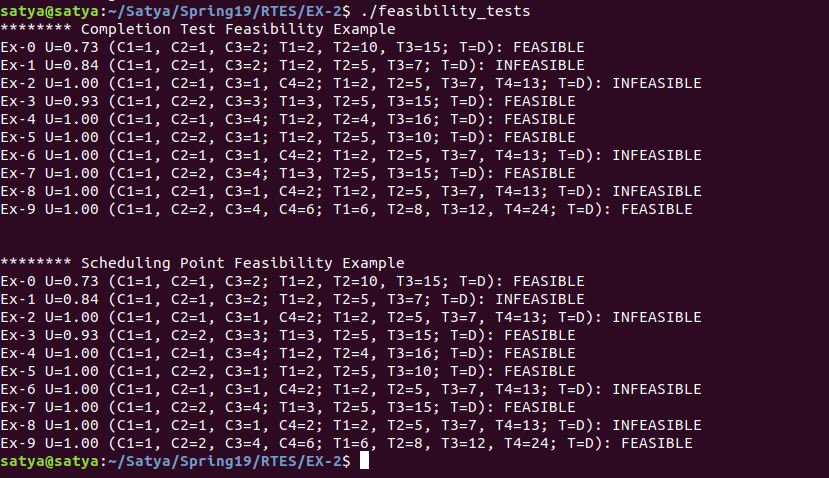 satya@satya:~/Satya/Spring19/RTES/EX-2$ ./feasibility_tests
******** Completion Test Feasibility Example
Ex-0 U=0.73 (C1=1, C2=1, C3=2; T1=2, T2=10, T3=15; T=D): FEASIBLE
Ex-1 U=0.84 (C1=1, C2=1, C3=2; T1=2, T2=5, T3=7; T=D): INFEASIBLE
Ex-2 U=1.00 (C1=1, C2=1, C3=1, C4=2; T1=2, T2=5, T3=7, T4=13; T=D): INFEASIBLE
Ex-3 U=0.93 (C1=1, C2=2, C3=3; T1=3, T2=5, T3=15; T=D): FEASIBLE
Ex-4 U=1.00 (C1=1, C2=1, C3=4; T1=2, T2=4, T3=16; T=D): FEASIBLE
Ex-5 U=1.00 (C1=1, C2=2, C3=1; T1=2, T2=5, T3=10; T=D): FEASIBLE
Ex-6 U=1.00 (C1=1, C2=1, C3=1, C4=2; T1=2, T2=5, T3=7, T4=13; T=D): INFEASIBLE
Ex-7 U=1.00 (C1=1, C2=2, C3=4; T1=3, T2=5, T3=15; T=D): FEASIBLE
Ex-8 U=1.00 (C1=1, C2=1, C3=1, C4=2; T1=2, T2=5, T3=7, T4=13; T=D): INFEASIBLE
Ex-9 U=1.00 (C1=1, C2=2, C3=4, C4=6; T1=6, T2=8, T3=12, T4=24; T=D): FEASIBLE
******** Scheduling Point Feasibility Example
Ex-0 U=0.73 (C1=1, C2=1, C3=2; T1=2, T2=10, T3=15; T=D): FEASIBLE
Ex-1 U=0.84 (C1=1, C2=1, C3=2; T1=2, T2=5, T3=7; T=D): INFEASIBLE
Ex-2 U=1.00 (C1=1, C2=1, C3=1, C4=2; T1=2, T2=5, T3=7, T4=13; T=D): INFEASIBLE
Ex-3 U=0.93 (C1=1, C2=2, C3=3; T1=3, T2=5, T3=15; T=D): FEASIBLE
Ex-4 U=1.00 (C1=1, C2=1, C3=4; T1=2, T2=4, T3=16; T=D): FEASIBLE
Ex-5 U=1.00 (C1=1, C2=2, C3=1; T1=2, T2=5, T3=10; T=D): FEASIBLE
Ex-6 U=1.00 (C1=1, C2=1, C3=1, C4=2; T1=2, T2=5, T3=7, T4=13; T=D): INFEASIBLE
Ex-7 U=1.00 (C1=1, C2=2, C3=4; T1=3, T2=5, T3=15; T=D): FEASIBLE
Ex-8 U=1.00 (C1=1, C2=1, C3=1, C4=2; T1=2, T2=5, T3=7, T4=13; T=D): INFEASIBLE
Ex-9 U=1.00 (C1=1, C2=2, C3=4, C4=6; T1=6, T2=8, T3=12, T4=24; T=D): FEASIBLE
satya@satya:~/Satya/Spring19/RTES/EX-2$